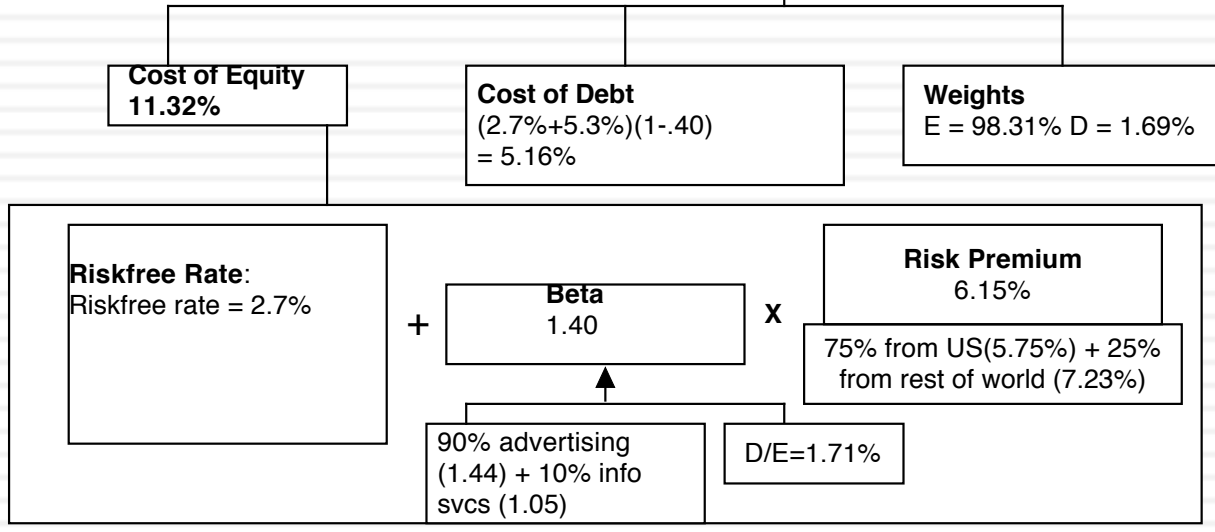 Cost of Equity
11.32%
Cost of Debt
(2.7%+5.3%)(1-.40)
= 5.16%
Weights
E = 98.31% D = 1.69%
Riskfree Rate:
Riskfree rate = 2.7%
+
Beta
1.40
X
Risk Premium
6.15%
75% from US(5.75%) + 25%
from rest of world (7.23%)
90% advertising
(1.44) + 10% info
svcs (1.05)
D/E=1.71%